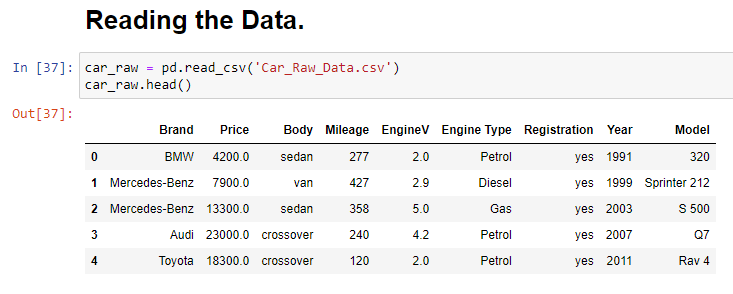 Reading the Data.
In [37]: car_raw = pd.read_csv('Car_Raw_Data.csv')
car_raw.head()
Out[37]:
Brand Price Body Mileage EngineV Engine Type Registration Year Model
0 BMW 4200.0 sedan 277 2.0 Petrol yes 1991 320
1 Mercedes-Benz 7900.0 van 427 2.9 Diesel yes 1999 Sprinter 212
2 Mercedes-Benz 13300.0 sedan 358 5.0 Gas yes 2003 S 500
3 Audi 23000.0 crossover 240 4.2 Petrol yes 2007 Q7
4 Toyota 18300.0 crossover 120 2.0 Petrol yes 2011 Rav 4